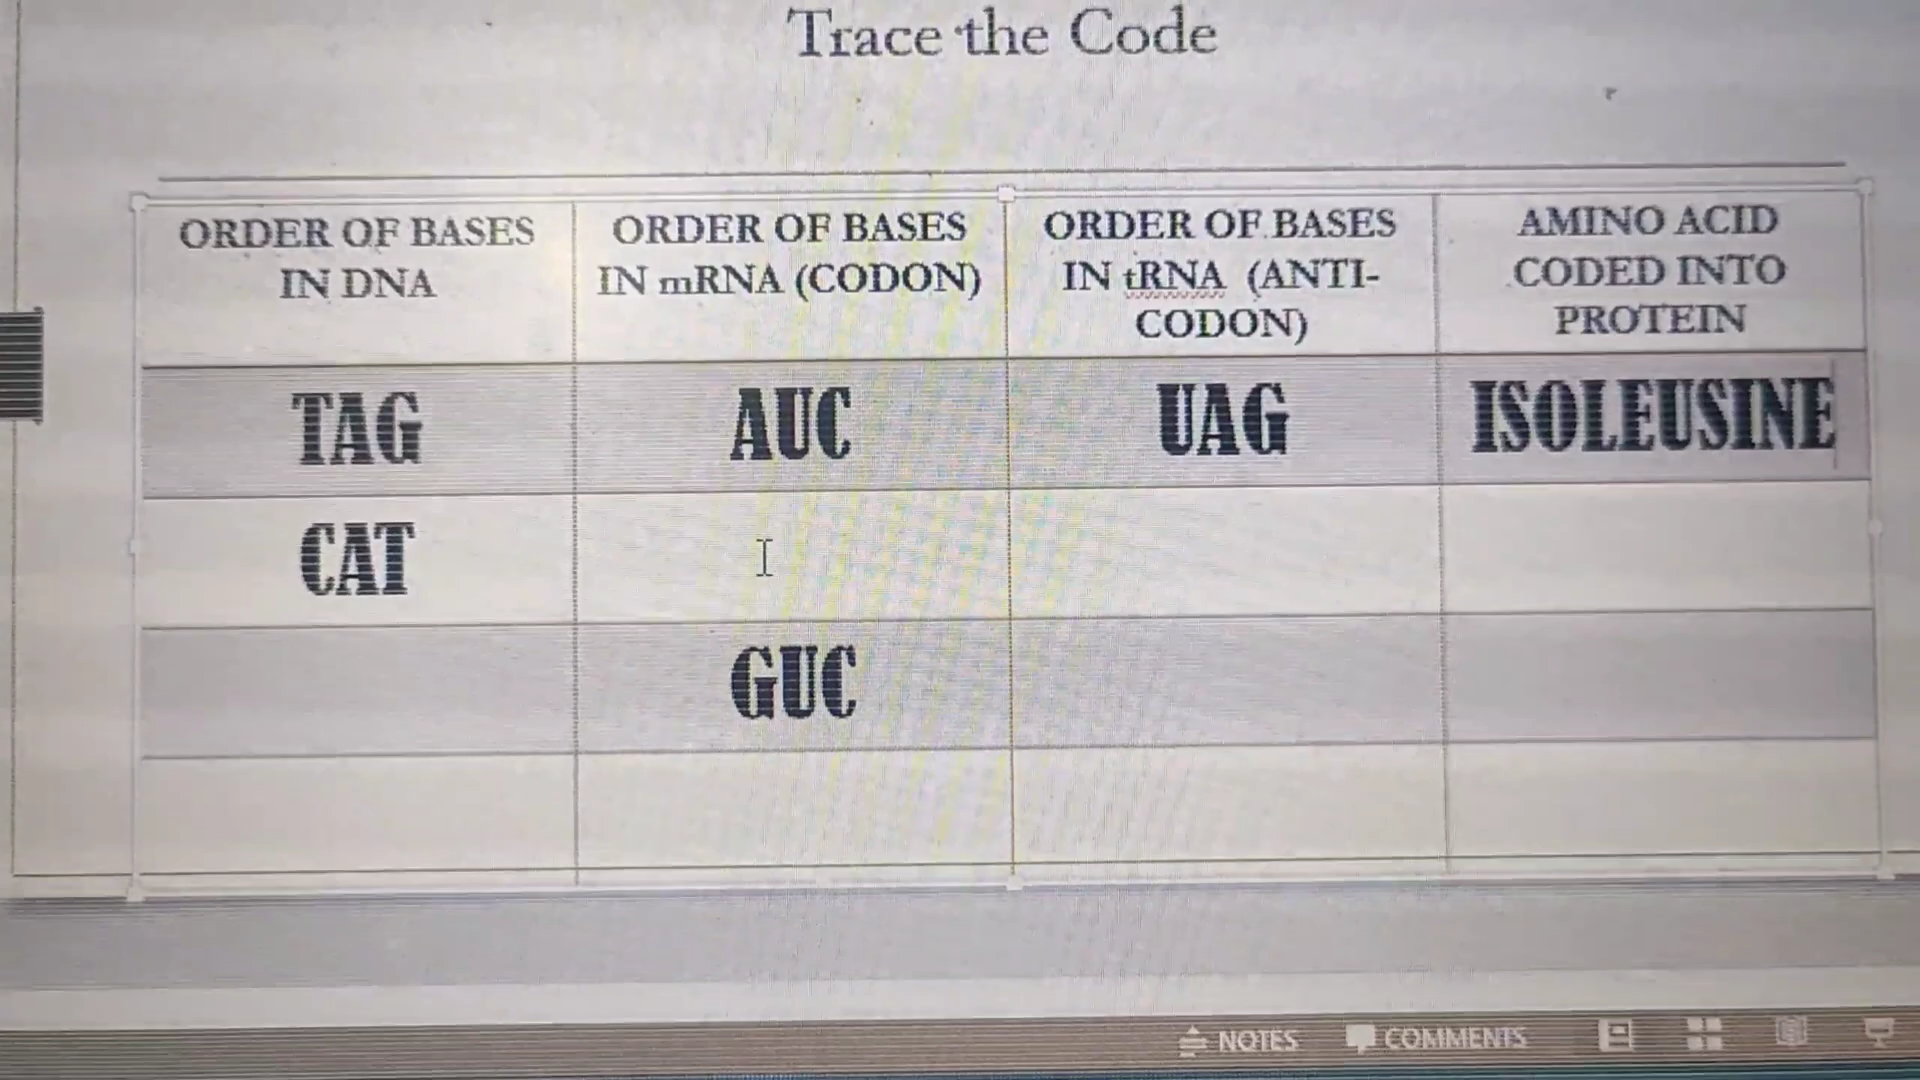 Trace the Code
ORDER OF BASES
IN DNA
ORDER OF BASES
IN mRNA (CODON)
ORDER OF BASES
IN tRNA (ANTI-
CODON)
AMINO ACID
CODED INTO
PROTEIN
TAG
AUC
UAG
ISOLEUSINE
CAT
GUC
NOTES
COMMENTS